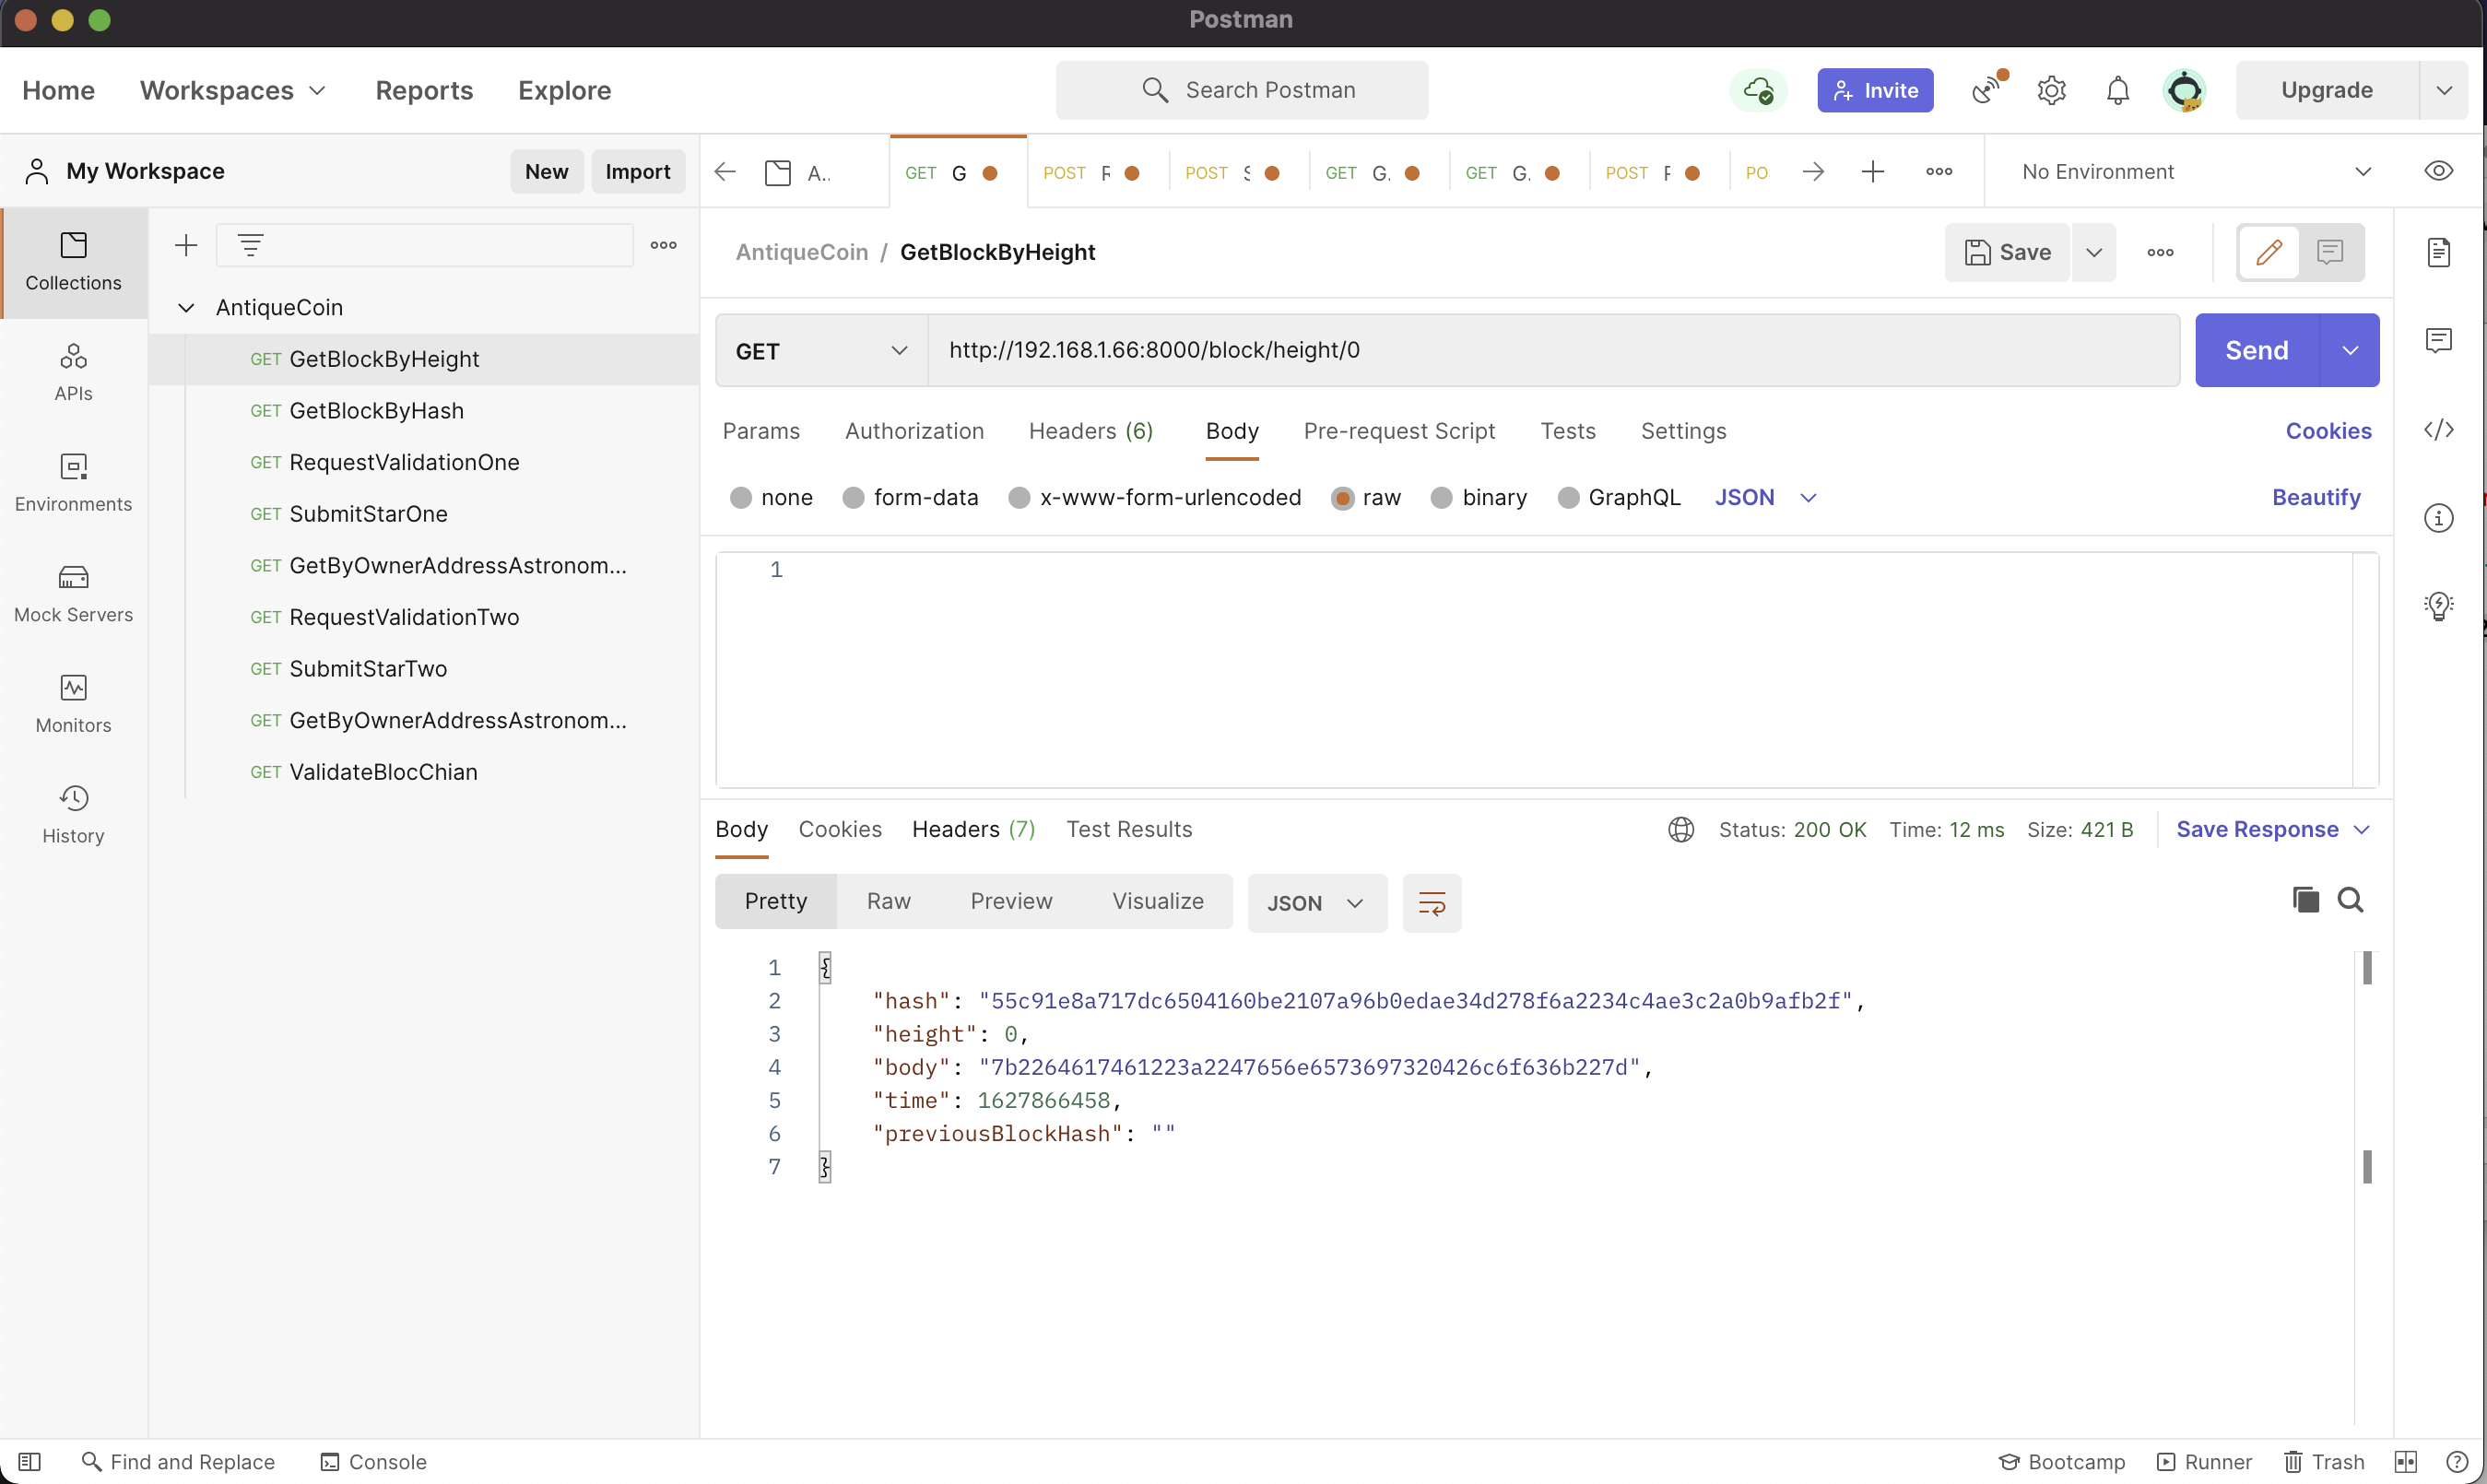 Postman
Home Workspaces Reports Explore Search Postman Invite Upgrade
My Workspace New Import A.. GET G POST POST GET G. GET G. POST PO No Environment
Collections
APIs
Environments
Mock Servers
Monitors
History
AntiqueCoin
GET GetBlockByHeight
GET GetBlockByHash
GET RequestValidationOne
GET SubmitStarOne
GET GetByOwnerAddressAstronom...
GET RequestValidationTwo
GET SubmitStarTwo
GET GetByOwnerAddressAstronom...
GET ValidateBlocChian
AntiqueCoin / GetBlockByHeight Save
GET http://192.168.1.66:8000/block/height/0 Send
Params Authorization Headers (6) Body Pre-request Script Tests Settings Cookies
none form-data x-www-form-urlencoded raw binary GraphQL JSON Beautify
1
Body Cookies Headers (7) Test Results Status: 200 OK Time: 12 ms Size: 421 B Save Response
Pretty Raw Preview Visualize JSON
1 {
2 "hash": "55c91e8a717dc6504160be2107a96b0edae34d278f6a2234c4ae3c2a0b9afb2f",
3 "height": 0,
4 "body": "7b2264617461223a2247656e6573697320426c6f636b227d",
5 "time": 1627866458,
6 "previousBlockHash": ""
7 }
Find and Replace Console Bootcamp Runner Trash